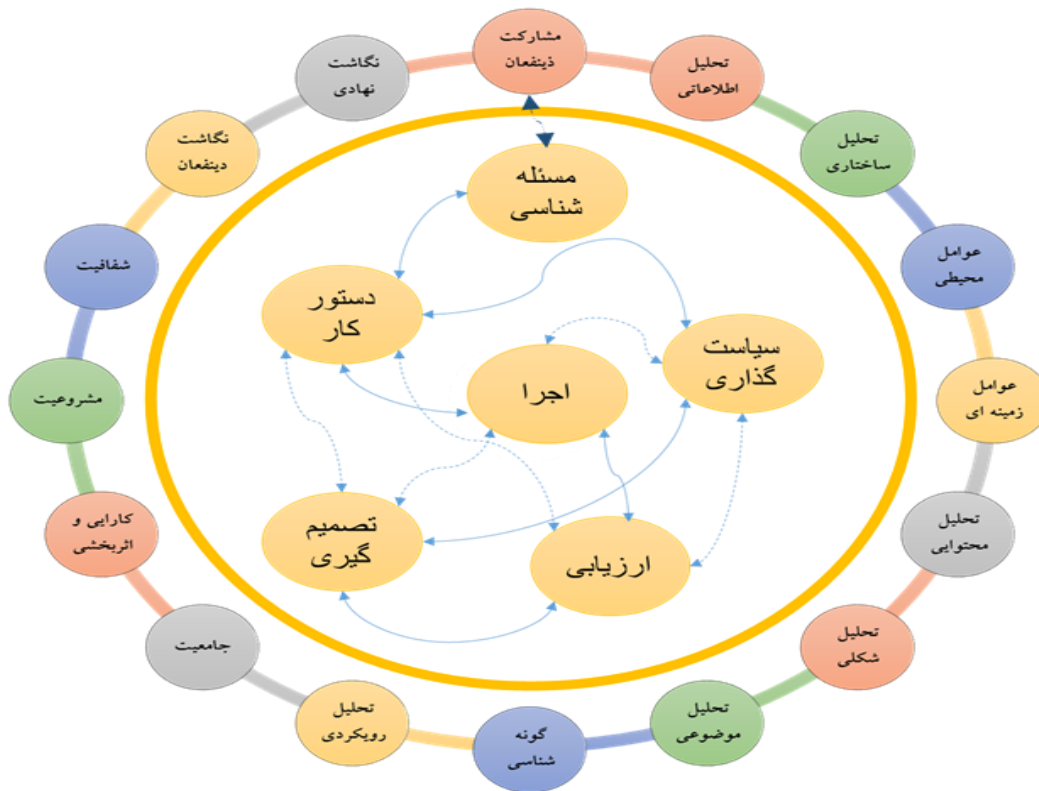 مشارکت
ذینفعان
تحلیل
اطلاعاتی
تحلیل
ساختاری
عوامل
محیطی
عوامل
زمینه ای
تحلیل
محتوایی
تحلیل
شکلی
تحلیل
موضوعی
گونه
شناسی
تحلیل
رویکردی
جامعیت
کارایی و
اثربخشی
مشروعیت
شفافیت
نگاشت
دینفعان
نگاشت
نهادی
مسئله
شناسی
دستور
کار
سیاست
گذاری
اجرا
تصمیم
گیری
ارزیابی